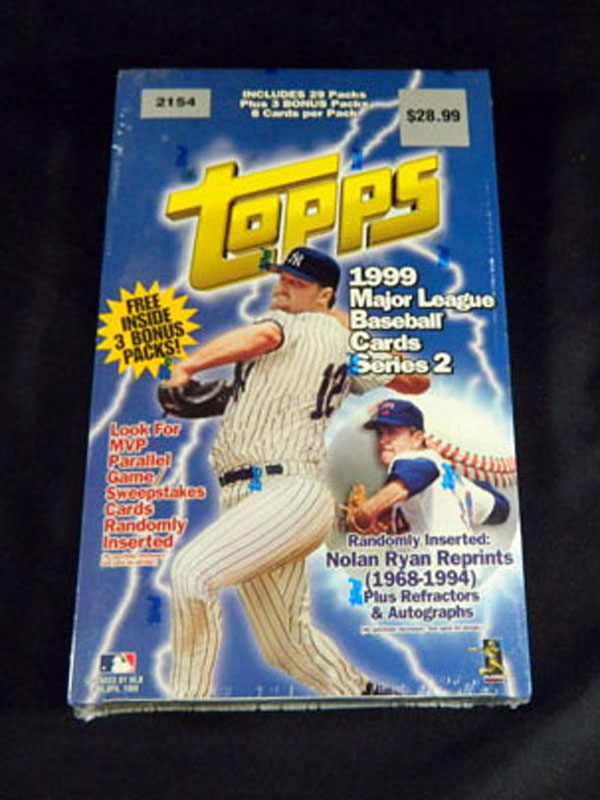 2154
INCLUDES 29 Packs
Plus 3 BONUS Packs
8 Cards per Pack
$28.99
topps
NY
1999
Major League
Baseball
Cards
Series 2
FREE
INSIDE
3 BONUS
PACKS!
12
Look For
MVP
Parallel
Game/
Sweepstakes
Cards
Randomly
Inserted
Randomly Inserted:
Nolan Ryan Reprints
(1968-1994)
Plus Refractors
& Autographs